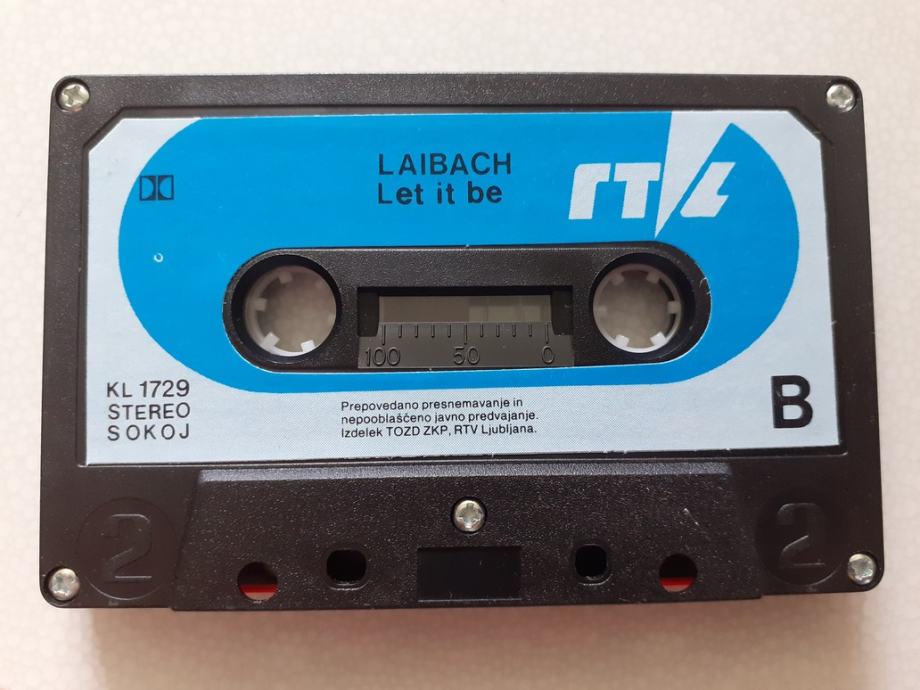 LAIBACH
Let it be
RTVL
100 50 0
KL 1729
STEREO
SOKOJ
Prepovedano presnemavanje in
nepooblaščeno javno predvajanje.
Izdelek TOZD ZKP, RTV Ljubljana.
B
2 2